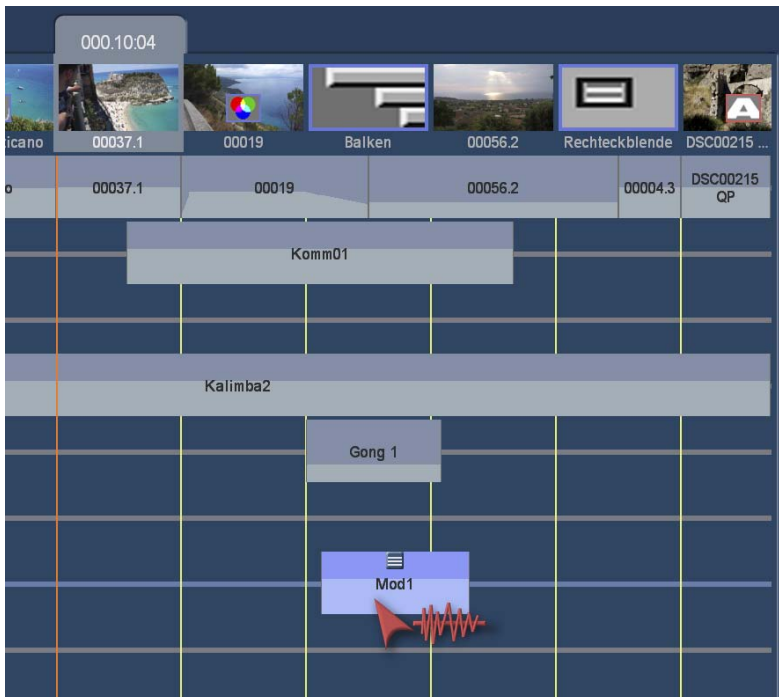 000.10:04
icano
00037.1
00019
Balken
00056.2
Rechteckblende
DSC00215 ...
o
00037.1
00019
00056.2
00004.3
DSC00215
QP
Komm01
Kalimba2
Gong 1
Mod1